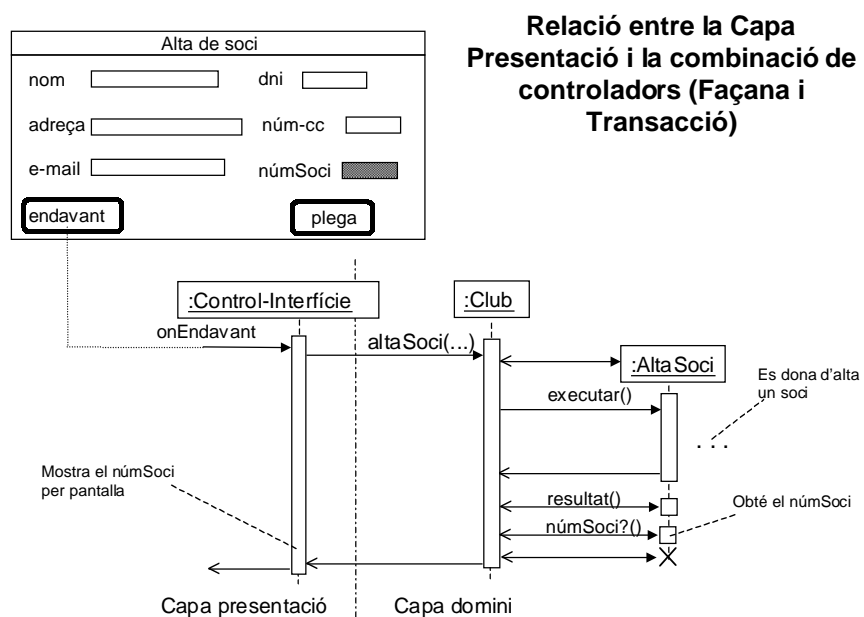 Relació entre la Capa
Presentació i la combinació de
controladors (Façana i
Transacció)
Alta de soci
nom
dni
adreça
núm-cc
e-mail
númSoci
endavant
plega
:Control-Interfície
:Club
onEndavant
altaSoci(...)
:AltaSoci
Es dona d'alta
un soci
executar()
. . .
Mostra el númSoci
per pantalla
resultat()
Obté el númSoci
númSoci?()
Capa presentació
Capa domini